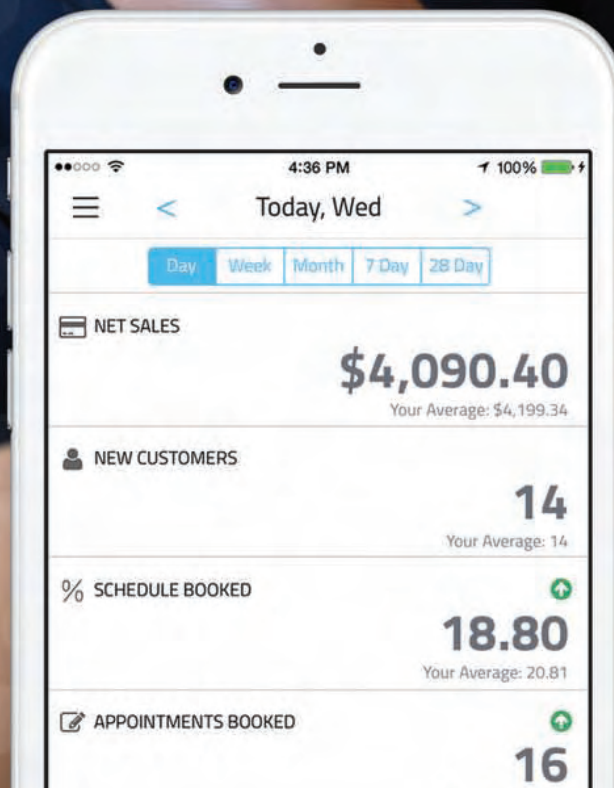 4:36 PM
100%
Today, Wed
Day Week Month 7 Day 28 Day
NET SALES
$4,090.40
Your Average: $4,199.34
NEW CUSTOMERS
14
Your Average: 14
% SCHEDULE BOOKED
18.80
Your Average: 20.81
APPOINTMENTS BOOKED
16